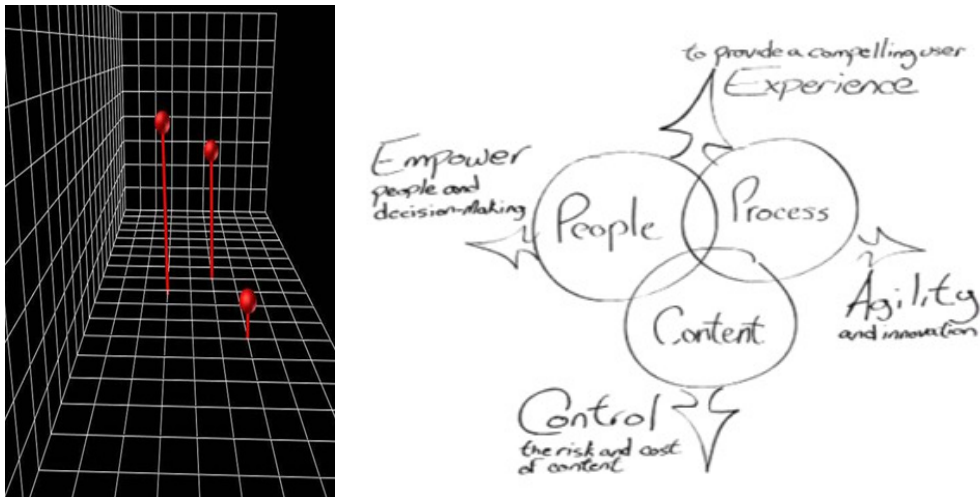 to provide a compelling user
Experience
Empower
people and
decision-making
People
Process
Content
Agility
and innovation
Control
the risk and cost
of content